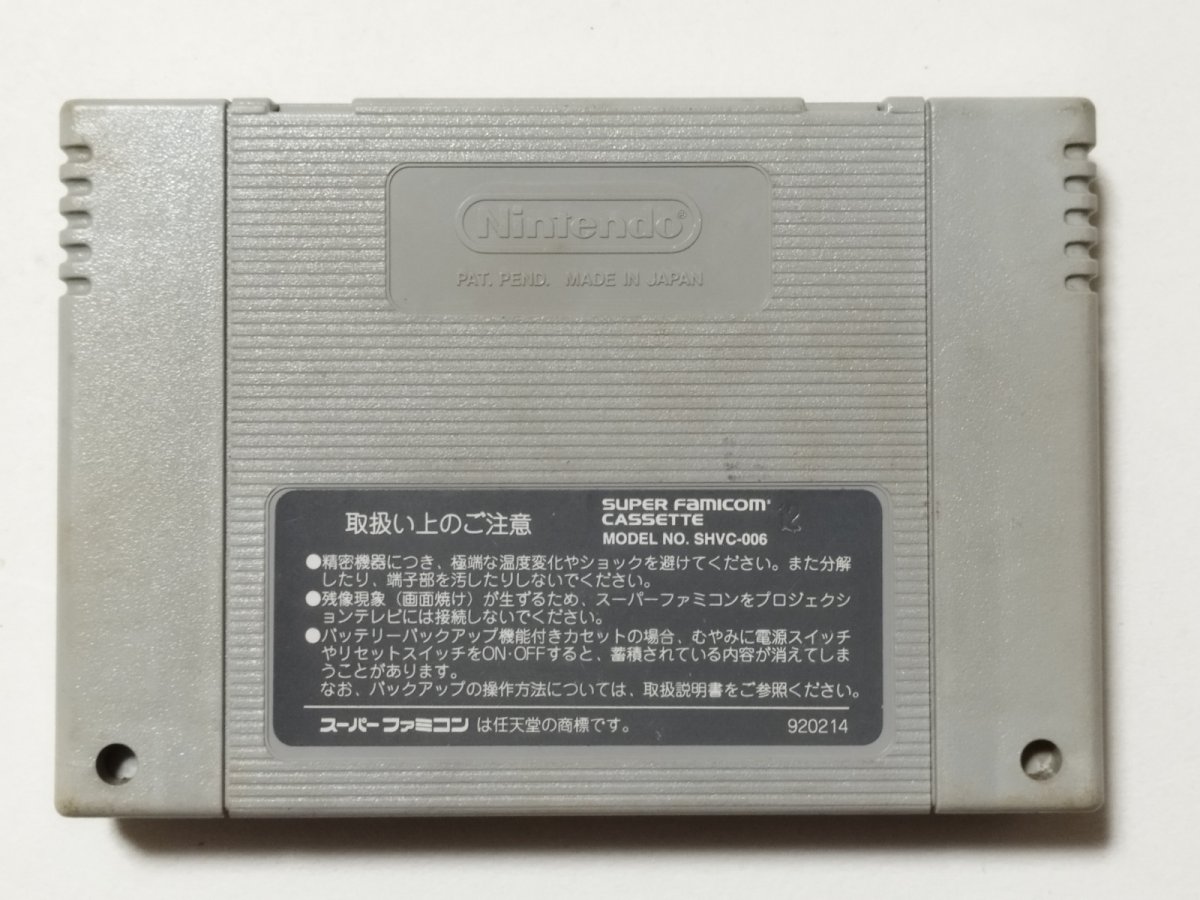 Nintendo®
PAT. PEND. MADE IN JAPAN
取扱い上のご注意
SUPER FAMICOM
CASSETTE
12
MODEL NO. SHVC-006
●精密機器につき、極端な温度変化やショックを避けてください。また分解
したり、端子部を汚したりしないでください。
●残像現象(画面焼け)が生ずるため、スーパーファミコンをプロジェクシ
ョンテレビには接続しないでください。
●バッテリーバックアップ機能付きカセットの場合、むやみに電源スイッチ
やリセットスイッチをON・OFFすると、蓄積されている内容が消えてしま
うことがあります。
なお、バックアップの操作方法については、取扱説明書をご参照ください。
スーパーファミコン は任天堂の商標です。
920214